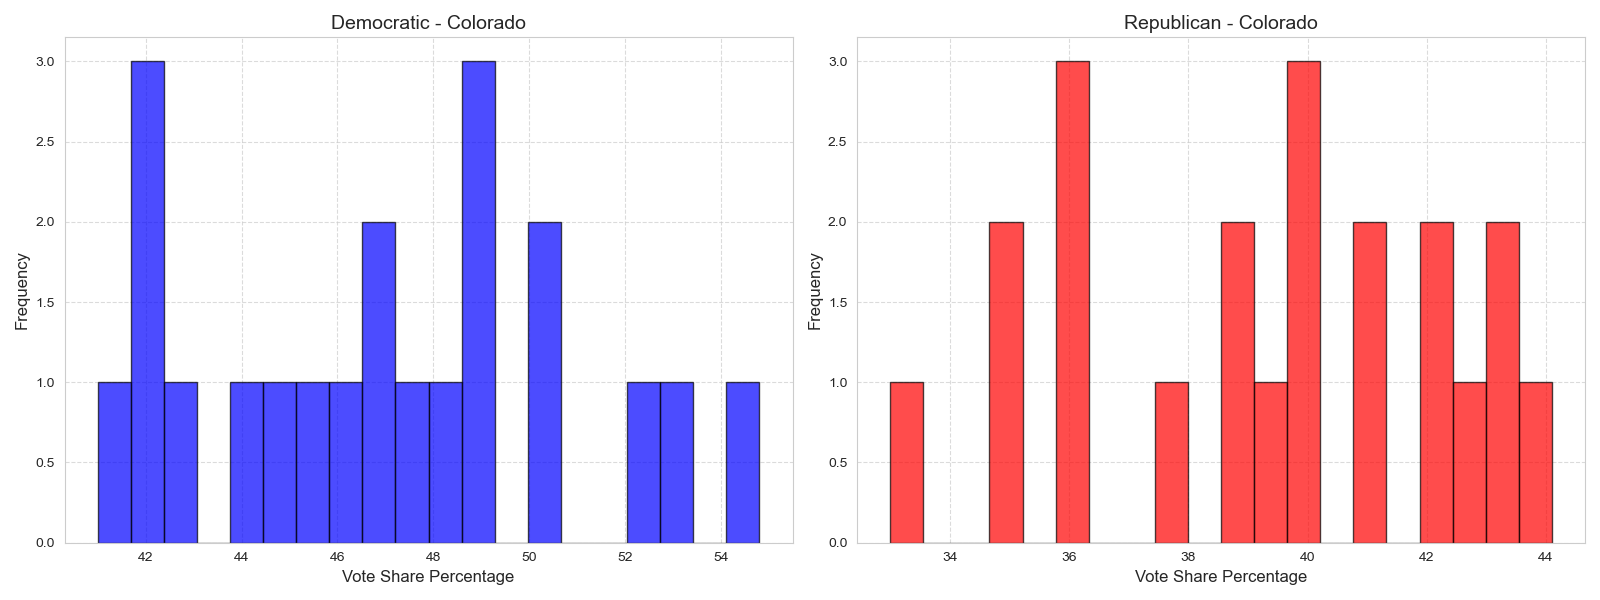 Democratic - Colorado
Frequency
3.0
2.5
2.0
1.5
1.0
0.5
0.0
42 44 46 48 50 52 54
Vote Share Percentage
Republican - Colorado
Frequency
3.0
2.5
2.0
1.5
1.0
0.5
0.0
34 36 38 40 42 44
Vote Share Percentage